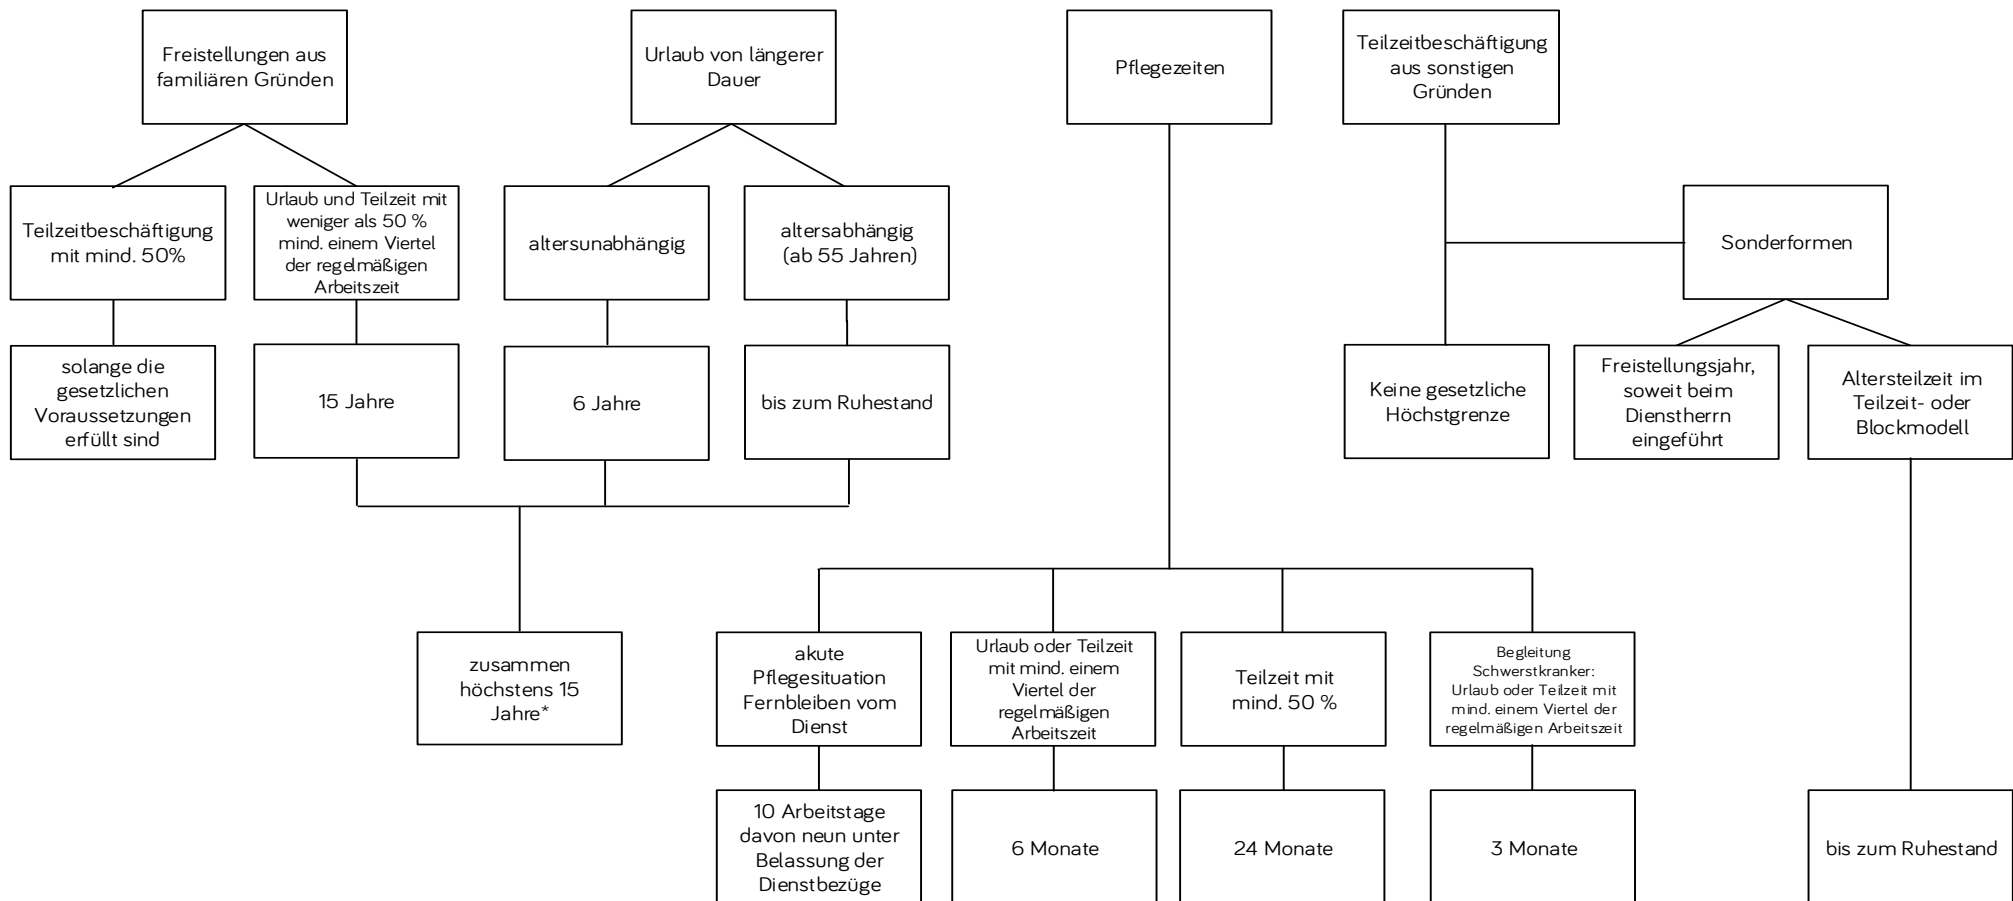 Freistellungen aus
familiären Gründen
Urlaub von längerer
Dauer
Pflegezeiten
Teilzeitbeschäftigung
aus sonstigen
Gründen
Teilzeitbeschäftigung
mit mind. 50%
Urlaub und Teilzeit mit
weniger als 50 %
mind. einem Viertel
der regelmäßigen
Arbeitszeit
altersunabhängig
altersabhängig
(ab 55 Jahren)
Sonderformen
solange die
gesetzlichen
Voraussetzungen
erfüllt sind
15 Jahre
6 Jahre
bis zum Ruhestand
Keine gesetzliche
Höchstgrenze
Freistellungsjahr,
soweit beim
Dienstherrn
eingeführt
Altersteilzeit im
Teilzeit- oder
Blockmodell
zusammen
höchstens 15
Jahre*
akute
Pflegesituation
Fernbleiben vom
Dienst
Urlaub oder Teilzeit
mit mind. einem
Viertel der
regelmäßigen
Arbeitszeit
Teilzeit mit
mind. 50 %
Begleitung
Schwerstkranker:
Urlaub oder Teilzeit mit
mind. einem Viertel der
regelmäßigen Arbeitszeit
10 Arbeitstage
davon neun unter
Belassung der
Dienstbezüge
6 Monate
24 Monate
3 Monate
bis zum Ruhestand